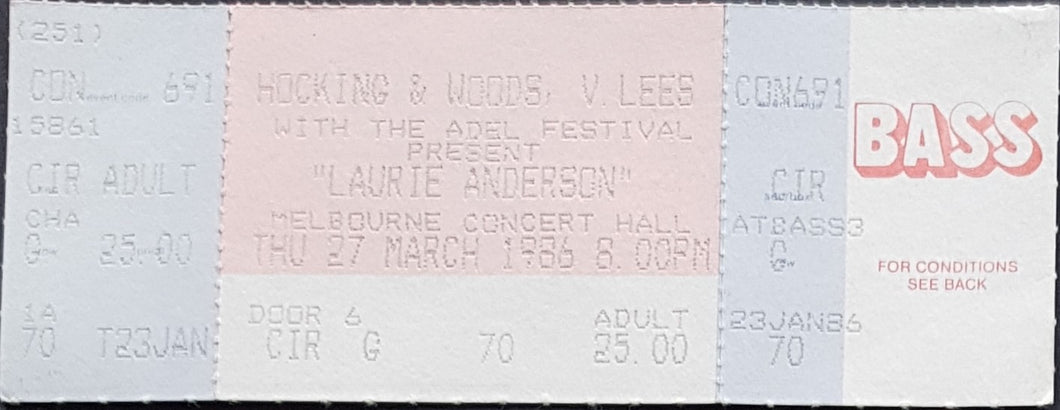 (251)
CON 691
event code
15861
CIR ADULT
CHA
G 25.00
1A
70 T23JAN
HOCKING & WOODS, V. LEES
WITH THE ADEL FESTIVAL
PRESENT
"LAURIE ANDERSON"
MELBOURNE CONCERT HALL
THU 27 MARCH 1986 8.00PM
DOOR 6 ADULT
CIR G 70 25.00
CON691
CIR
ATBASS3
G
23JAN86
70
BASS
FOR CONDITIONS
SEE BACK